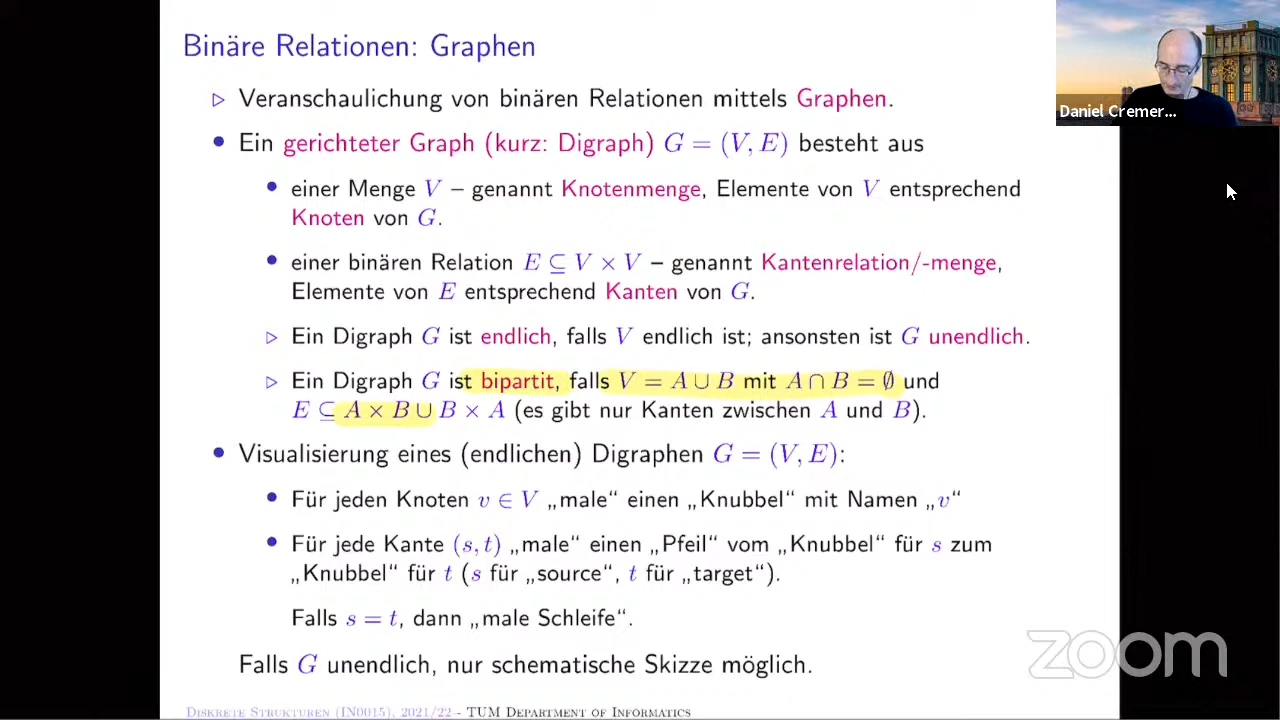 Binäre Relationen: Graphen
▷ Veranschaulichung von binären Relationen mittels Graphen.
• Ein gerichteter Graph (kurz: Digraph) G = (V, E) besteht aus
• einer Menge V – genannt Knotenmenge, Elemente von V entsprechend
Knoten von G.
• einer binären Relation E ⊆ V × V – genannt Kantenrelation/-menge,
Elemente von E entsprechend Kanten von G.
▷ Ein Digraph G ist endlich, falls V endlich ist; ansonsten ist G unendlich.
▷ Ein Digraph G ist bipartit, falls V = A ∪ B mit A ∩ B = ∅ und
E ⊆ A × B ∪ B × A (es gibt nur Kanten zwischen A und B).
• Visualisierung eines (endlichen) Digraphen G = (V, E):
• Für jeden Knoten v ∈ V „male“ einen „Knubbel“ mit Namen „v“
• Für jede Kante (s, t) „male“ einen „Pfeil“ vom „Knubbel“ für s zum
„Knubbel“ für t (s für „source“, t für „target“).
Falls s = t, dann „male Schleife“.
Falls G unendlich, nur schematische Skizze möglich.
Diskrete Strukturen (IN0015), 2021/22 - TUM Department of Informatics
Daniel Cremer...
zoom